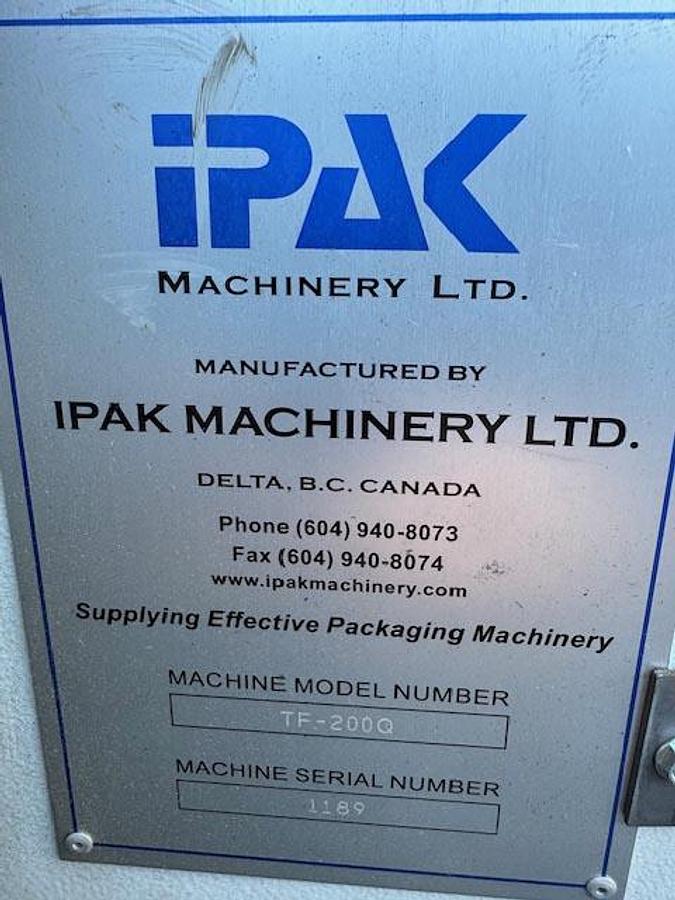 iPAK
MACHINERY LTD.
MANUFACTURED BY
IPAK MACHINERY LTD.
DELTA, B.C. CANADA
Phone (604) 940-8073
Fax (604) 940-8074
www.ipakmachinery.com
Supplying Effective Packaging Machinery
MACHINE MODEL NUMBER
TF-200Q
MACHINE SERIAL NUMBER
1189